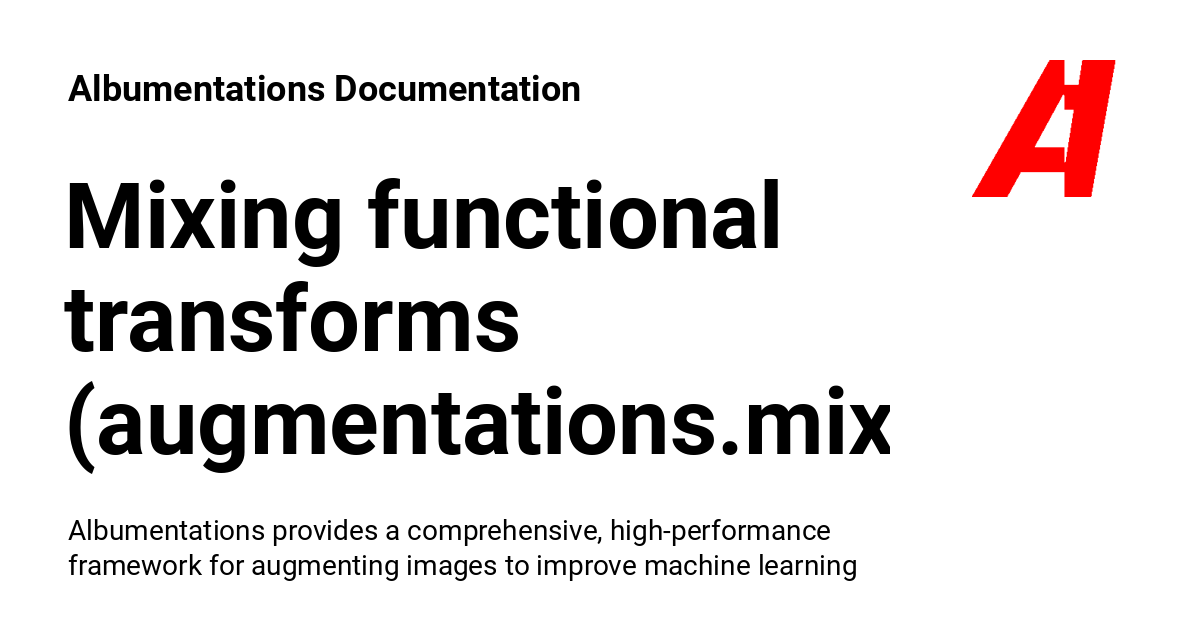 Albumentations Documentation
Mixing functional
transforms
(augmentations.mix
Albumentations provides a comprehensive, high-performance
framework for augmenting images to improve machine learning